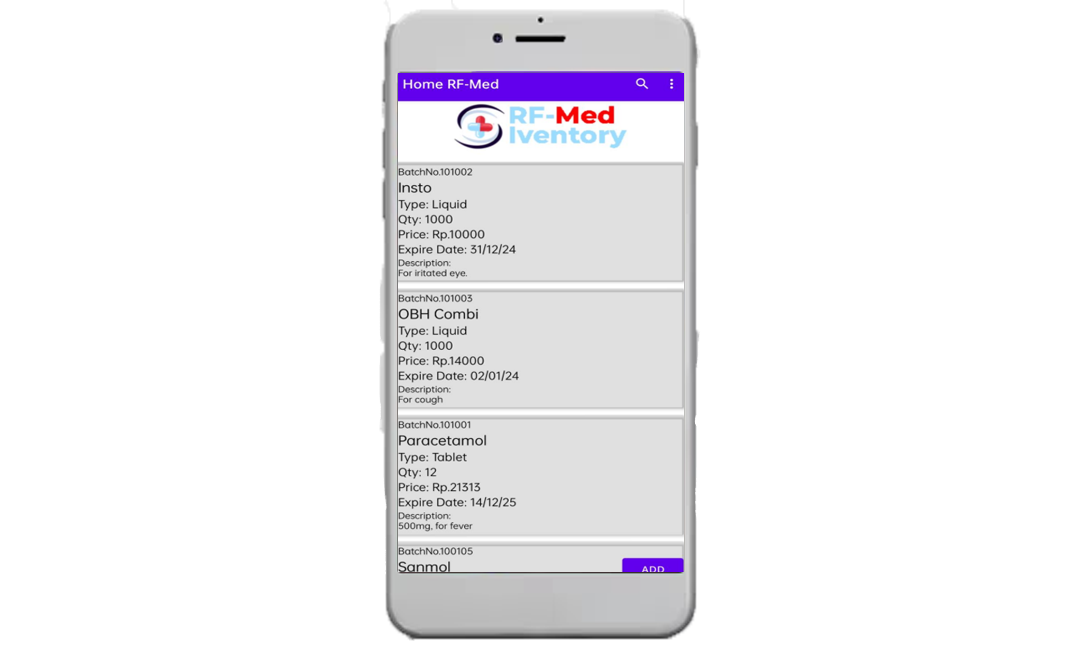 Home RF-Med
RF-Med
Iventory
BatchNo.101002
Insto
Type: Liquid
Qty: 1000
Price: Rp.10000
Expire Date: 31/12/24
Description:
For iritated eye.
BatchNo.101003
OBH Combi
Type: Liquid
Qty: 1000
Price: Rp.14000
Expire Date: 02/01/24
Description:
For cough
BatchNo.101001
Paracetamol
Type: Tablet
Qty: 12
Price: Rp.21313
Expire Date: 14/12/25
Description:
500mg, for fever
BatchNo.100105
Sanmol
ADD